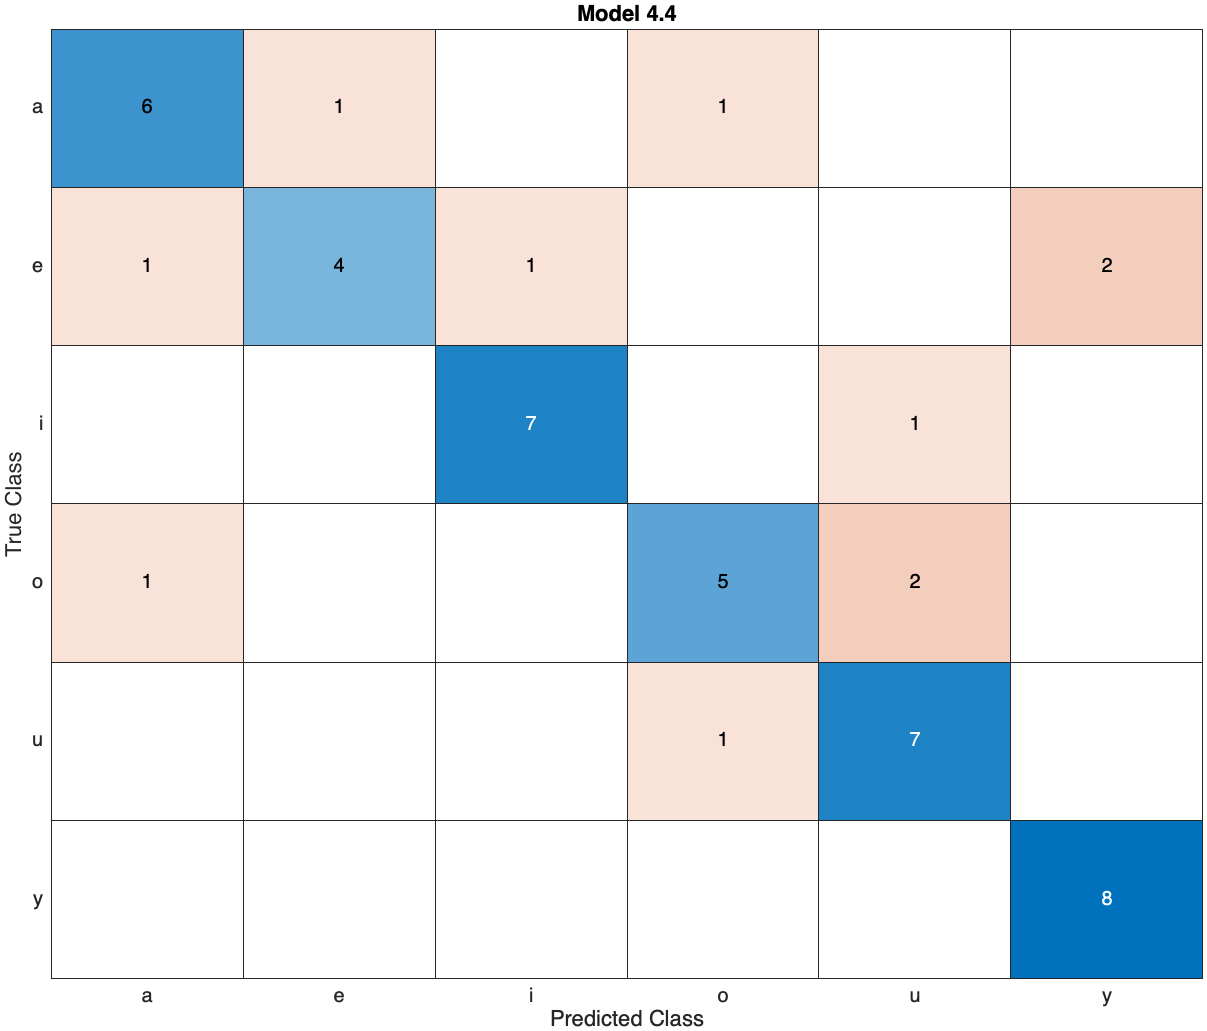 Model 4.4
a 6 1 1
e 1 4 1 2
i 7 1
o 1 5 2
u 1 7
y 8
a e i o u y
True Class
Predicted Class